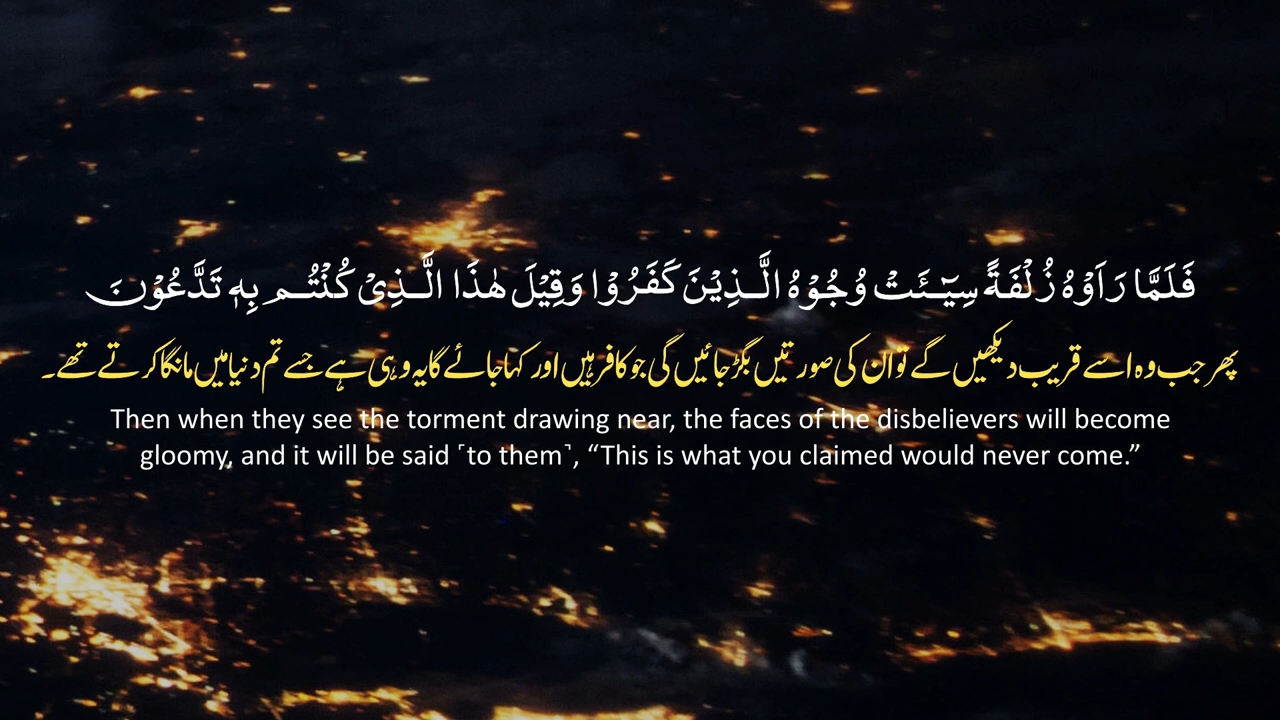 فَلَمَّا رَاَوْهُ زُلْفَةً سِيْٓـَٔتْ وُجُوْهُ الَّـذِيْنَ كَفَرُوْا وَقِيْلَ هٰذَا الَّـذِىْ كُنْتُـمْ بِهٖ تَدَّعُوْنَ
پھر جب وہ اسے قریب دیکھیں گے تو ان کی صورتیں بگڑ جائیں گی جو کافر ہیں اور کہا جائے گا یہ وہی ہے جسے تم دنیا میں مانگا کرتے تھے۔
Then when they see the torment drawing near, the faces of the disbelievers will become
gloomy, and it will be said ˹to them˺, “This is what you claimed would never come.”